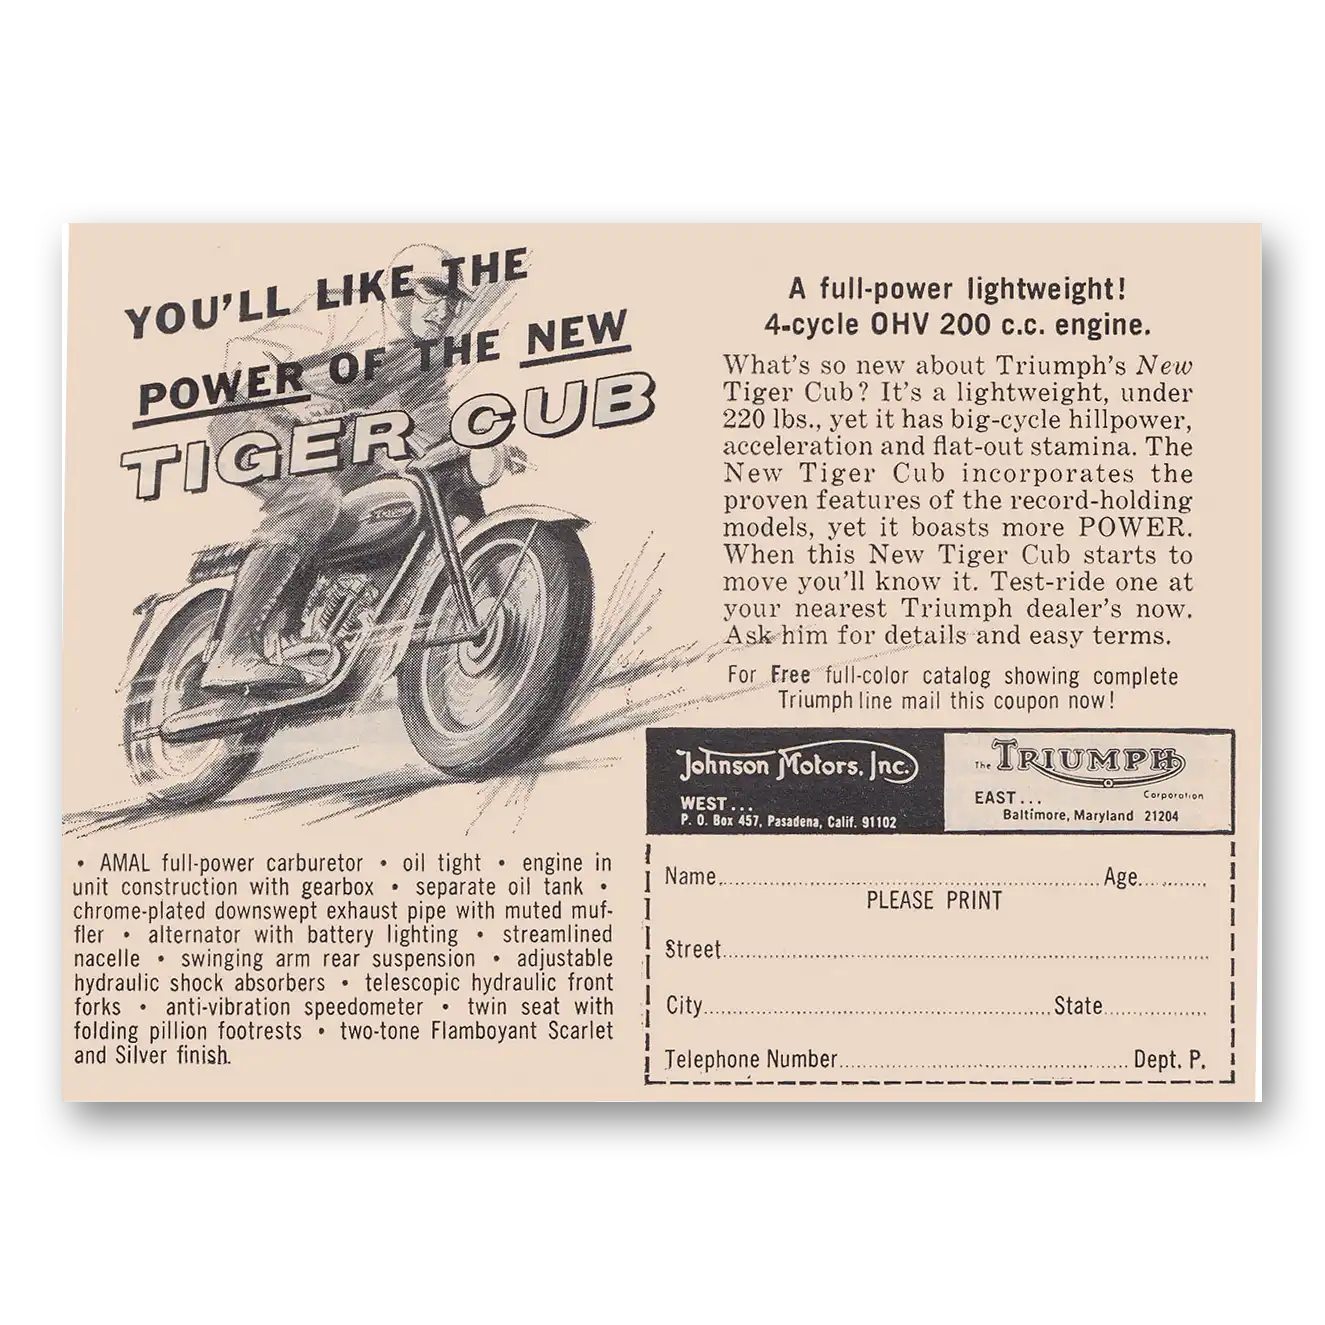 YOU'LL LIKE THE
POWER OF THE NEW
TIGER CUB
Triumph
A full-power lightweight!
4-cycle OHV 200 c.c. engine.
What's so new about Triumph's New
Tiger Cub? It's a lightweight, under
220 lbs., yet it has big-cycle hillpower,
acceleration and flat-out stamina. The
New Tiger Cub incorporates the
proven features of the record-holding
models, yet it boasts more POWER.
When this New Tiger Cub starts to
move you'll know it. Test-ride one at
your nearest Triumph dealer's now.
Ask him for details and easy terms.
For Free full-color catalog showing complete
Triumph line mail this coupon now!
• AMAL full-power carburetor • oil tight • engine in
unit construction with gearbox • separate oil tank •
chrome-plated downswept exhaust pipe with muted muf-
fler • alternator with battery lighting • streamlined
nacelle • swinging arm rear suspension • adjustable
hydraulic shock absorbers • telescopic hydraulic front
forks • anti-vibration speedometer • twin seat with
folding pillion footrests • two-tone Flamboyant Scarlet
and Silver finish.
Johnson Motors, Inc.
WEST...
P. O. Box 457, Pasadena, Calif. 91102
The TRIUMPH
Corporation
EAST...
Baltimore, Maryland 21204
Name Age
PLEASE PRINT
Street
City State
Telephone Number Dept. P.